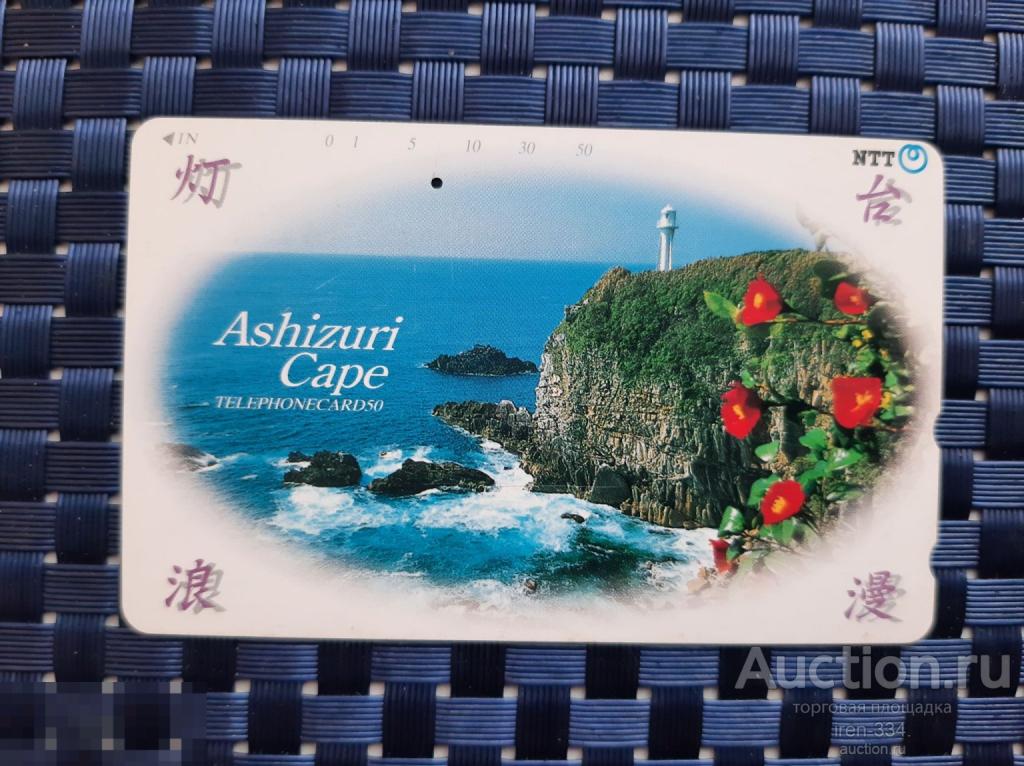 ◀IN 0 1 5 10 30 50
NTT
灯 台
Ashizuri
Cape
TELEPHONECARD50
浪 漫
Auction.ru
торговая площадка
iren-334
auction.ru